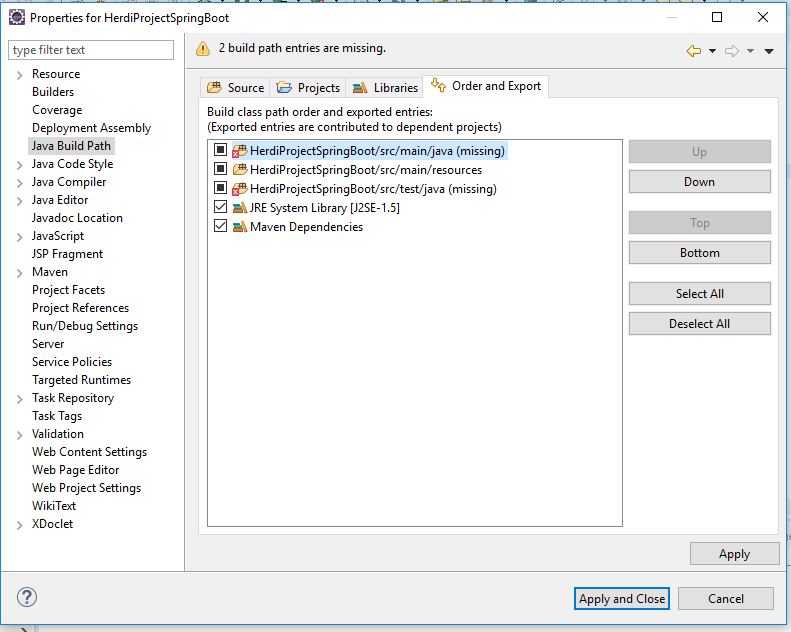 Properties for HerdiProjectSpringBoot
type filter text
Resource
Builders
Coverage
Deployment Assembly
Java Build Path
Java Code Style
Java Compiler
Java Editor
Javadoc Location
JavaScript
JSP Fragment
Maven
Project Facets
Project References
Run/Debug Settings
Server
Service Policies
Targeted Runtimes
Task Repository
Task Tags
Validation
Web Content Settings
Web Page Editor
Web Project Settings
WikiText
XDoclet
2 build path entries are missing.
Source Projects Libraries Order and Export
Build class path order and exported entries:
(Exported entries are contributed to dependent projects)
HerdiProjectSpringBoot/src/main/java (missing)
HerdiProjectSpringBoot/src/main/resources
HerdiProjectSpringBoot/src/test/java (missing)
JRE System Library [J2SE-1.5]
Maven Dependencies
Up
Down
Top
Bottom
Select All
Deselect All
Apply
Apply and Close Cancel